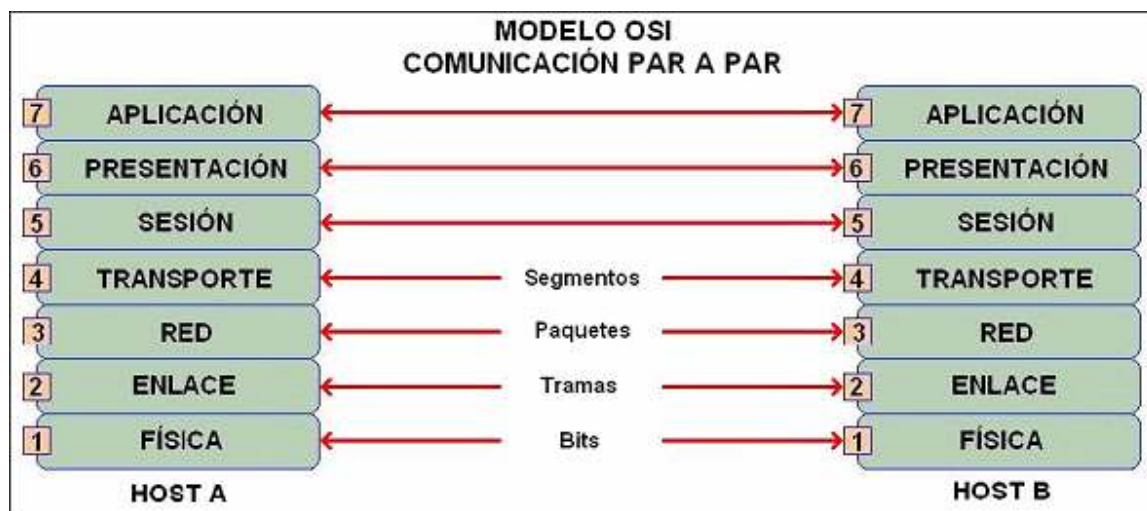 MODELO OSI
COMUNICACIÓN PAR A PAR
7 APLICACIÓN 7 APLICACIÓN
6 PRESENTACIÓN 6 PRESENTACIÓN
5 SESIÓN 5 SESIÓN
4 TRANSPORTE Segmentos 4 TRANSPORTE
3 RED Paquetes 3 RED
2 ENLACE Tramas 2 ENLACE
1 FÍSICA Bits 1 FÍSICA
HOST A HOST B